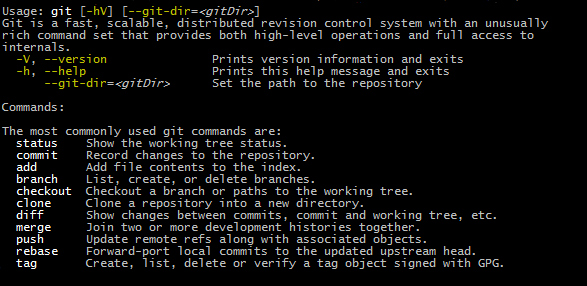 Usage: git [-hV] [--git-dir=<gitDir>]
Git is a fast, scalable, distributed revision control system with an unusually
rich command set that provides both high-level operations and full access to
internals.
  -V, --version              Prints version information and exits
  -h, --help                 Prints this help message and exits
      --git-dir=<gitDir>     Set the path to the repository

Commands:

The most commonly used git commands are:
  status    Show the working tree status.
  commit    Record changes to the repository.
  add       Add file contents to the index.
  branch    List, create, or delete branches.
  checkout  Checkout a branch or paths to the working tree.
  clone     Clone a repository into a new directory.
  diff      Show changes between commits, commit and working tree, etc.
  merge     Join two or more development histories together.
  push      Update remote refs along with associated objects.
  rebase    Forward-port local commits to the updated upstream head.
  tag       Create, list, delete or verify a tag object signed with GPG.